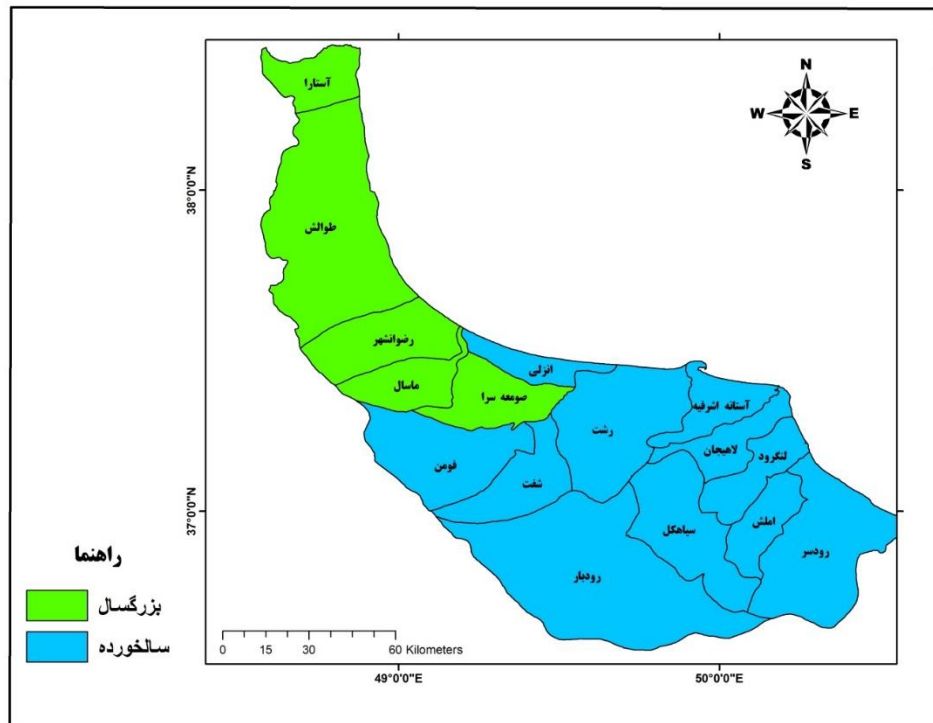 N
W
E
S
38°0'0"N
37°0'0"N
آستارا
طوالش
رضوانشهر
ماسال
صومعه سرا
انزلی
رشت
آستانه اشرفیه
لاهیجان
لنگرود
فومن
شفت
سیاهکل
املش
رودسر
رودبار
راهنما
بزرگسال
سالخورده
0 15 30 60 Kilometers
49°0'0"E
50°0'0"E